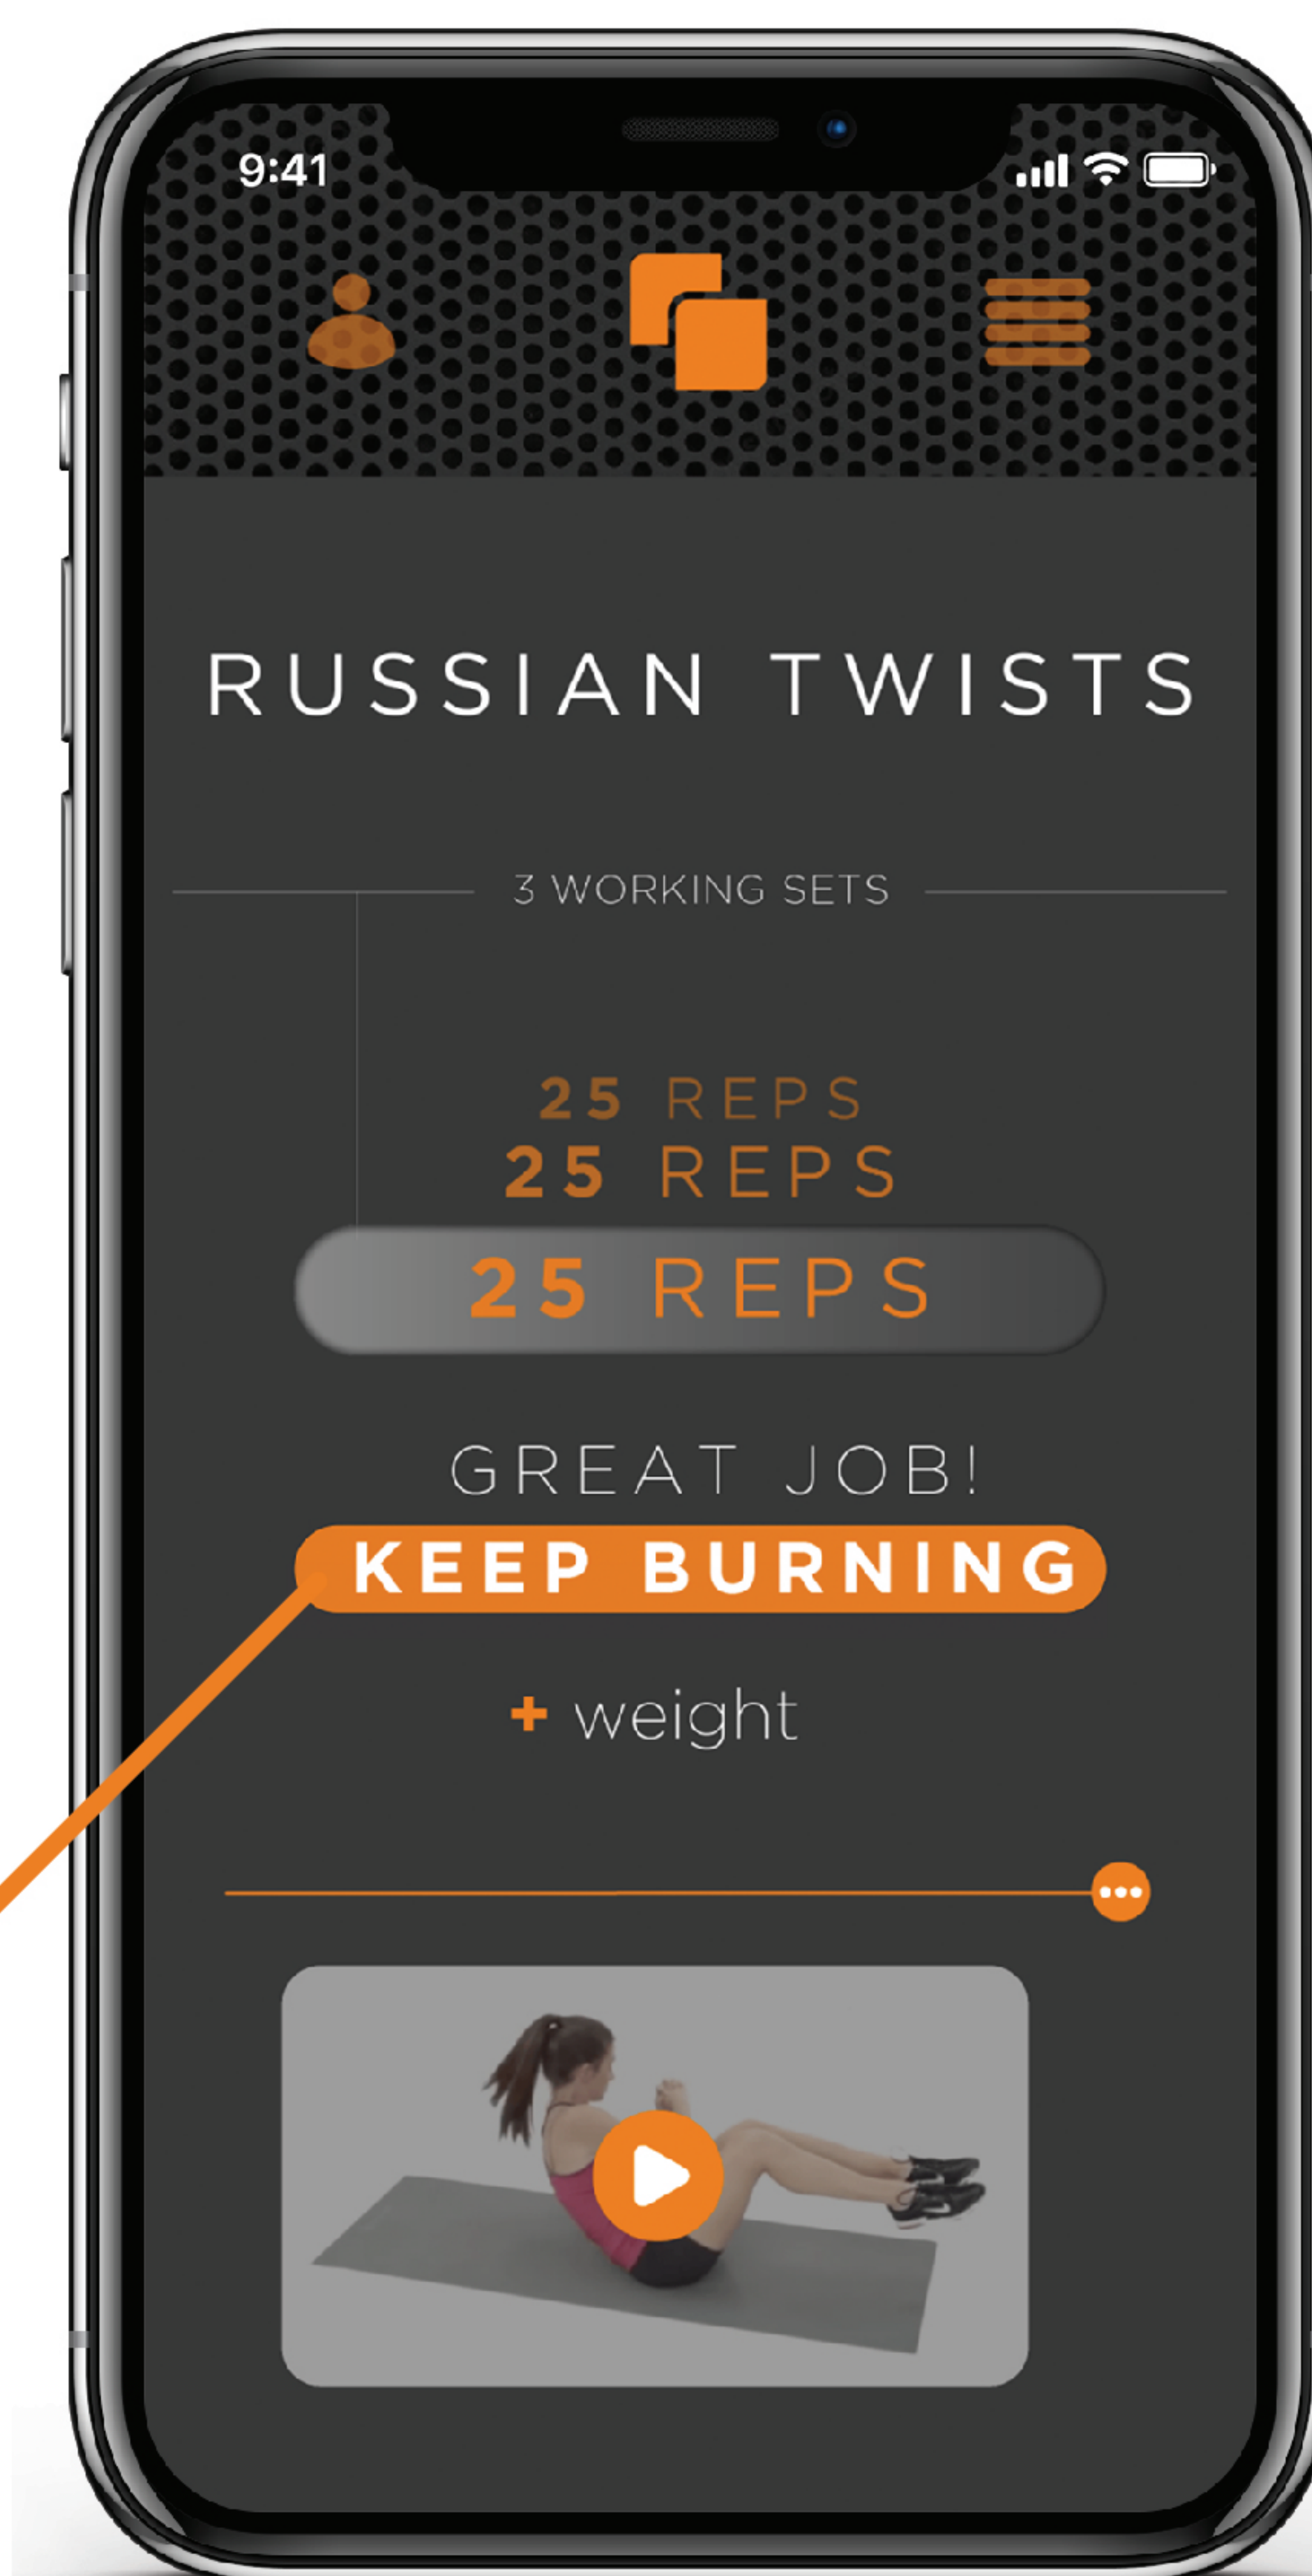 9:41
RUSSIAN TWISTS
3 WORKING SETS
25 REPS
25 REPS
25 REPS
GREAT JOB!
KEEP BURNING
+ weight